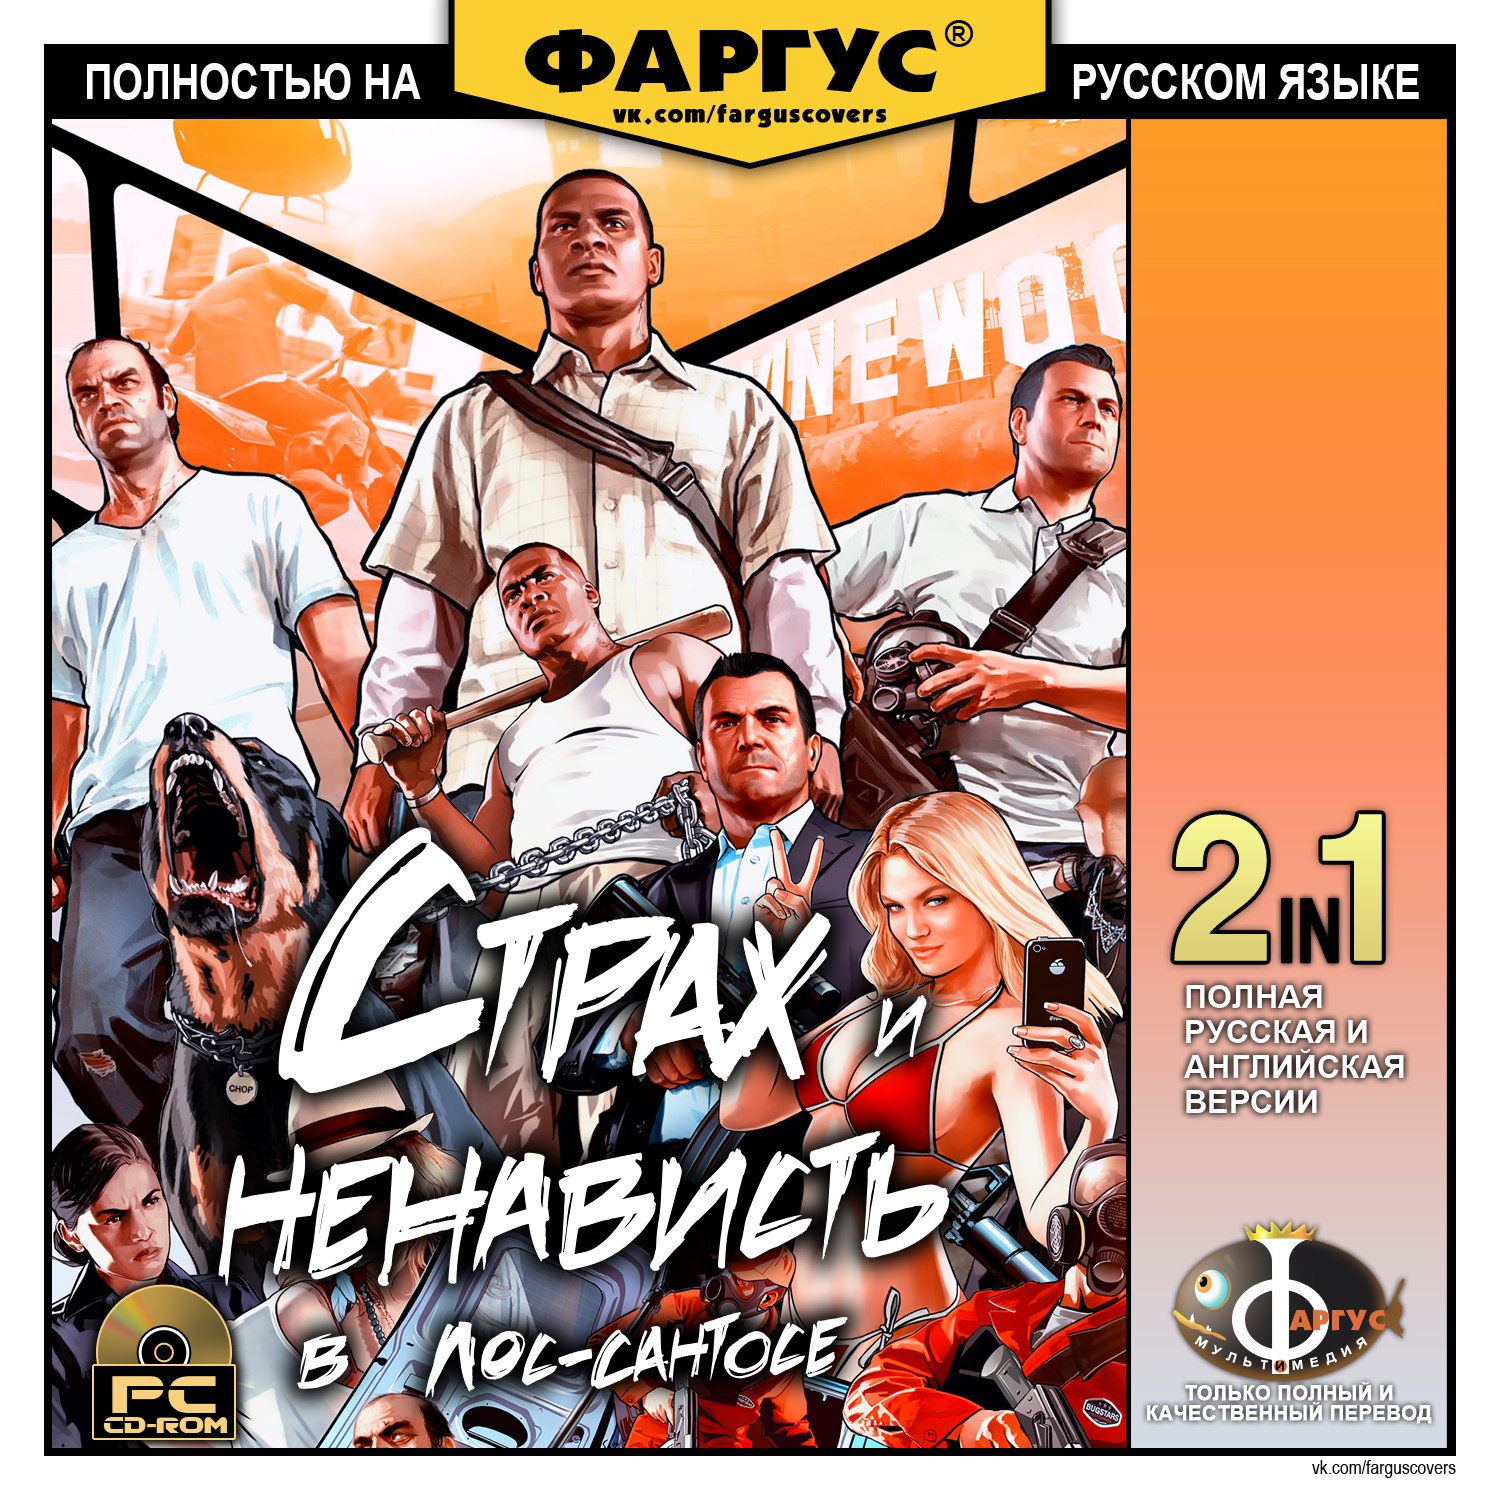 ФАРГУС®
vk.com/farguscovers
ПОЛНОСТЬЮ НА
РУССКОМ ЯЗЫКЕ
VINEWOO
CHOP
СТРАХ и
НЕНАВИСТЬ
в ЛОС-САНТОСЕ
2IN1
ПОЛНАЯ
РУССКАЯ И
АНГЛИЙСКАЯ
ВЕРСИИ
PC
CD-ROM
BUGSTARS
ФАРГУС
МУЛЬТИМЕДИЯ
ТОЛЬКО ПОЛНЫЙ И
КАЧЕСТВЕННЫЙ ПЕРЕВОД
vk.com/farguscovers